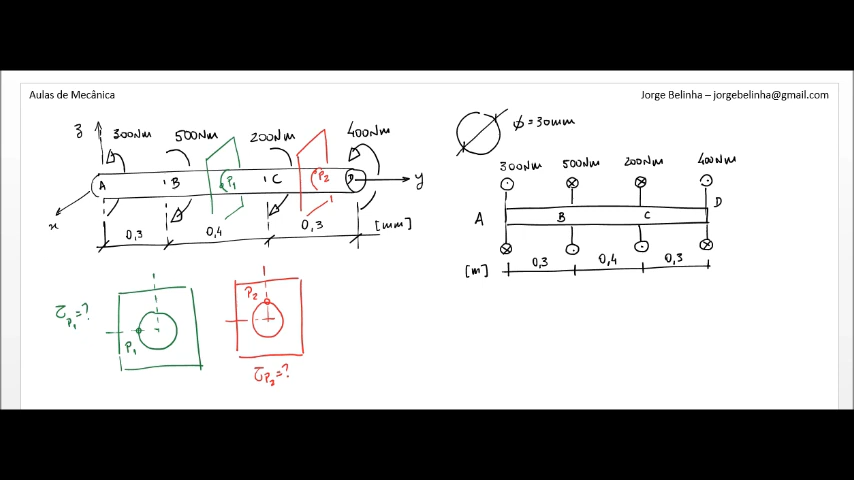 Aulas de Mecânica
Jorge Belinha – jorgebelinha@gmail.com
z
300Nm 500Nm 200Nm 400Nm
A B P1 C P2 D y
x
0,3 0,4 0,3 [mm]
τP1=?
P1
P2
τP2=?
ϕ=30mm
300Nm 500Nm 200Nm 400Nm
A B C D
[m] 0,3 0,4 0,3